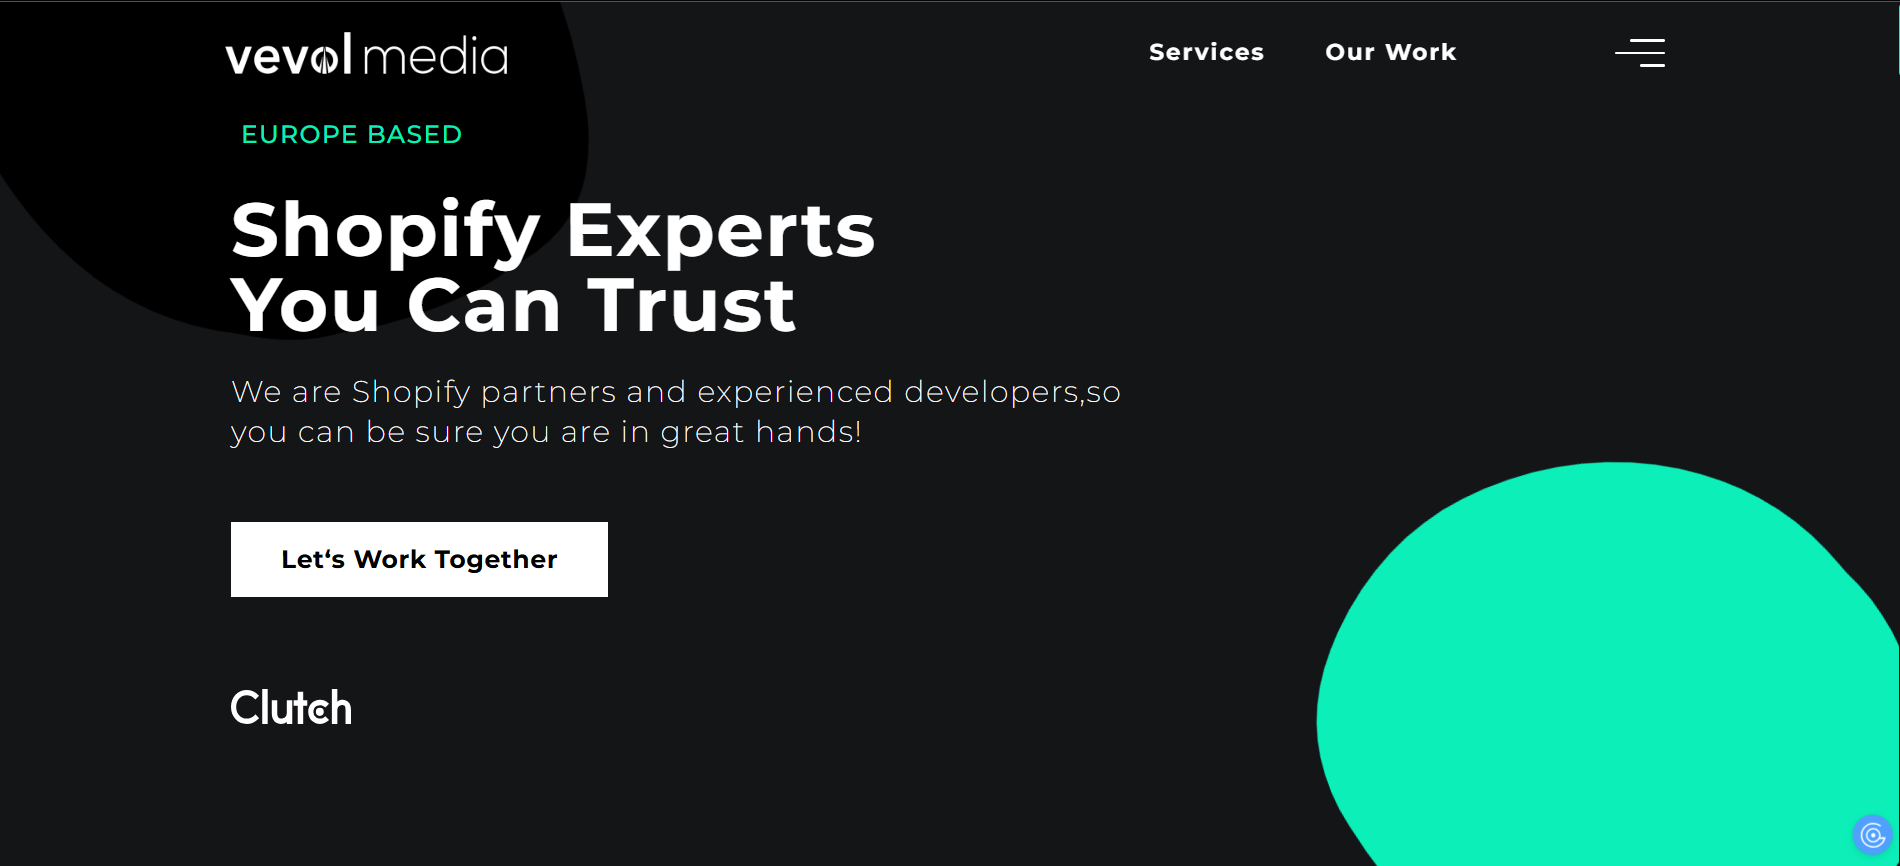 vevol media
Services
Our Work
EUROPE BASED
Shopify Experts
You Can Trust
We are Shopify partners and experienced developers,so
you can be sure you are in great hands!
Let‘s Work Together
Clutch